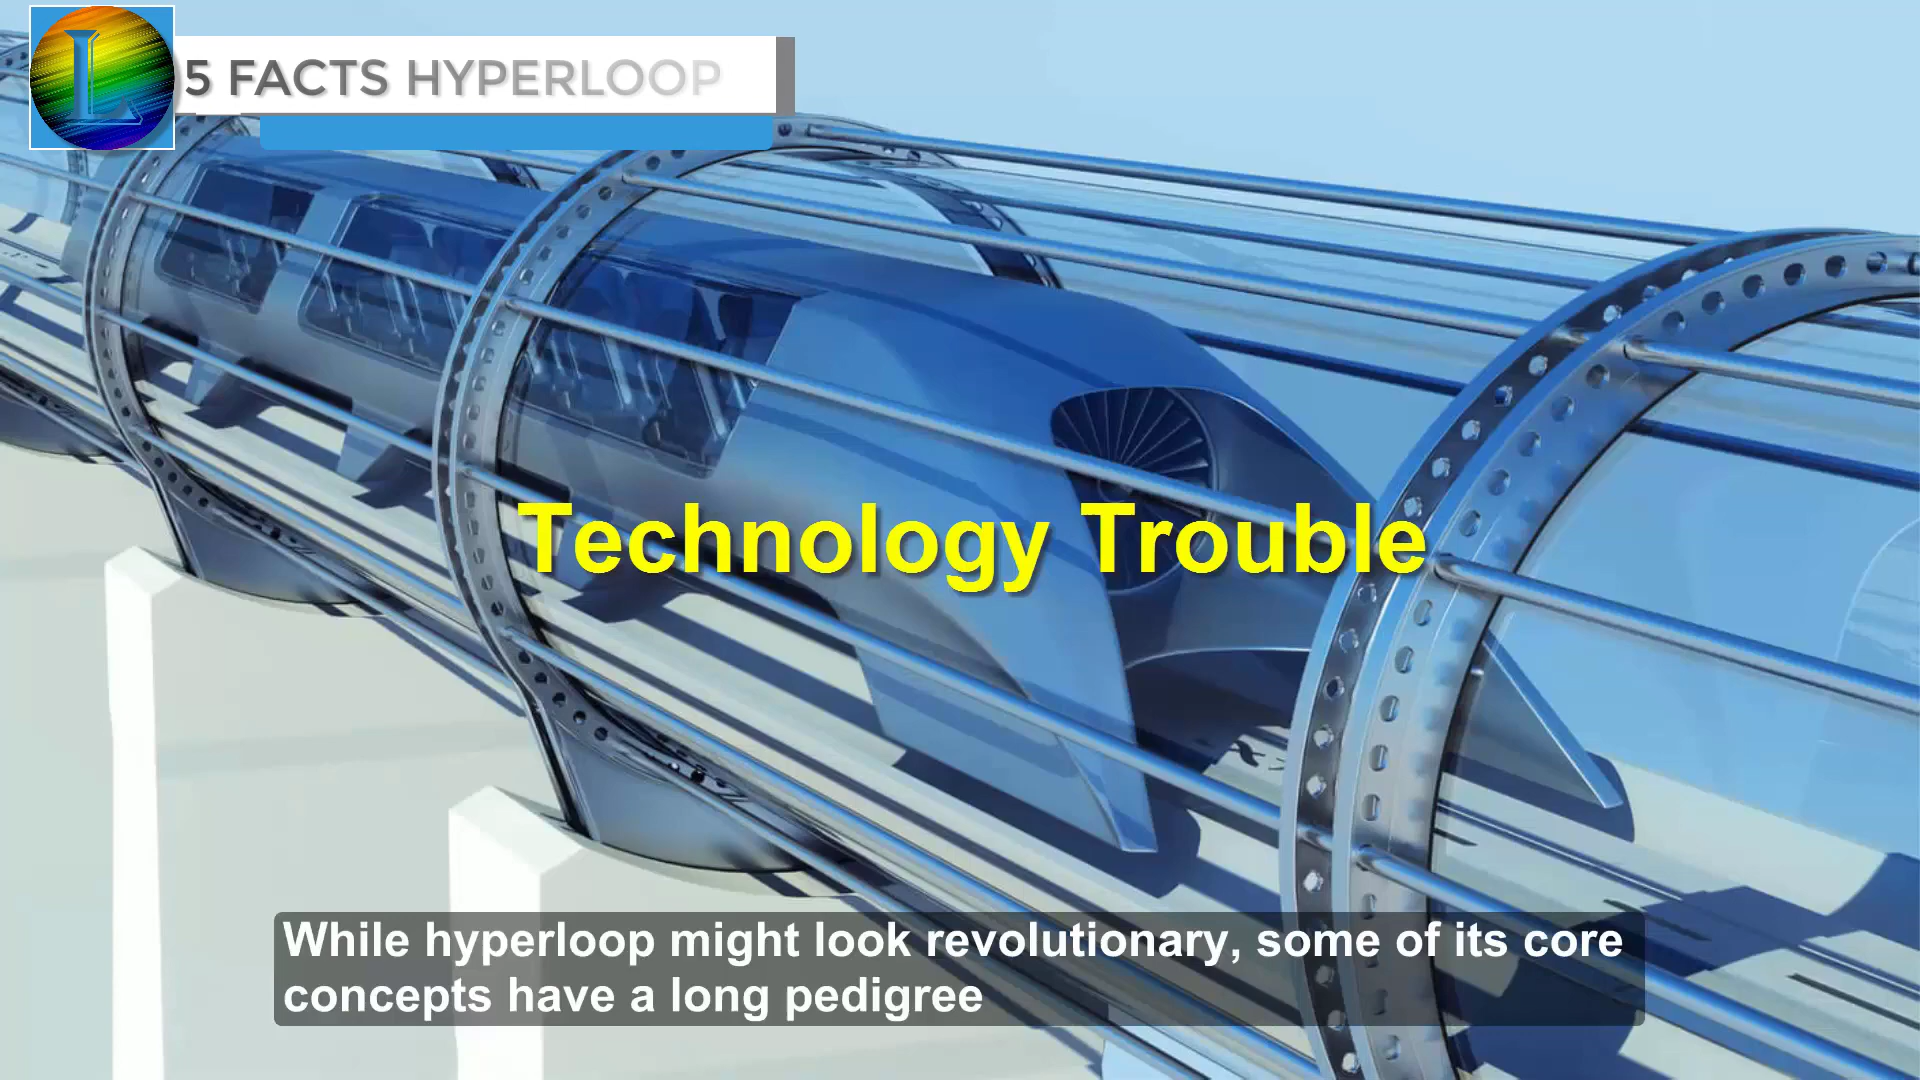 L
5 FACTS HYPERLOOP
Technology Trouble
While hyperloop might look revolutionary, some of its core
concepts have a long pedigree